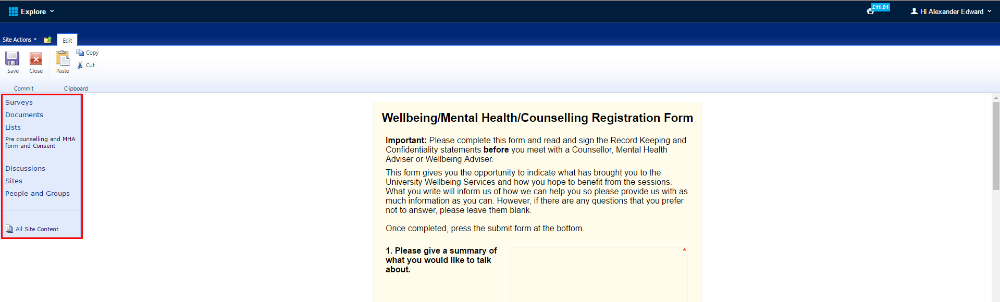 Explore
£11.01
Hi Alexander Edward
Site Actions
Edit
Save
Close
Paste
Copy
Cut
Commit
Clipboard
Surveys
Documents
Lists
Pre counselling and MHA
form and Consent
Discussions
Sites
People and Groups
All Site Content
Wellbeing/Mental Health/Counselling Registration Form
Important: Please complete this form and read and sign the Record Keeping and
Confidentiality statements before you meet with a Counsellor, Mental Health
Adviser or Wellbeing Adviser.
This form gives you the opportunity to indicate what has brought you to the
University Wellbeing Services and how you hope to benefit from the sessions.
What you write will inform us of how we can help you so please provide us with as
much information as you can. However, if there are any questions that you prefer
not to answer, please leave them blank.
Once completed, press the submit form at the bottom.
1. Please give a summary of
what you would like to talk
about.
*